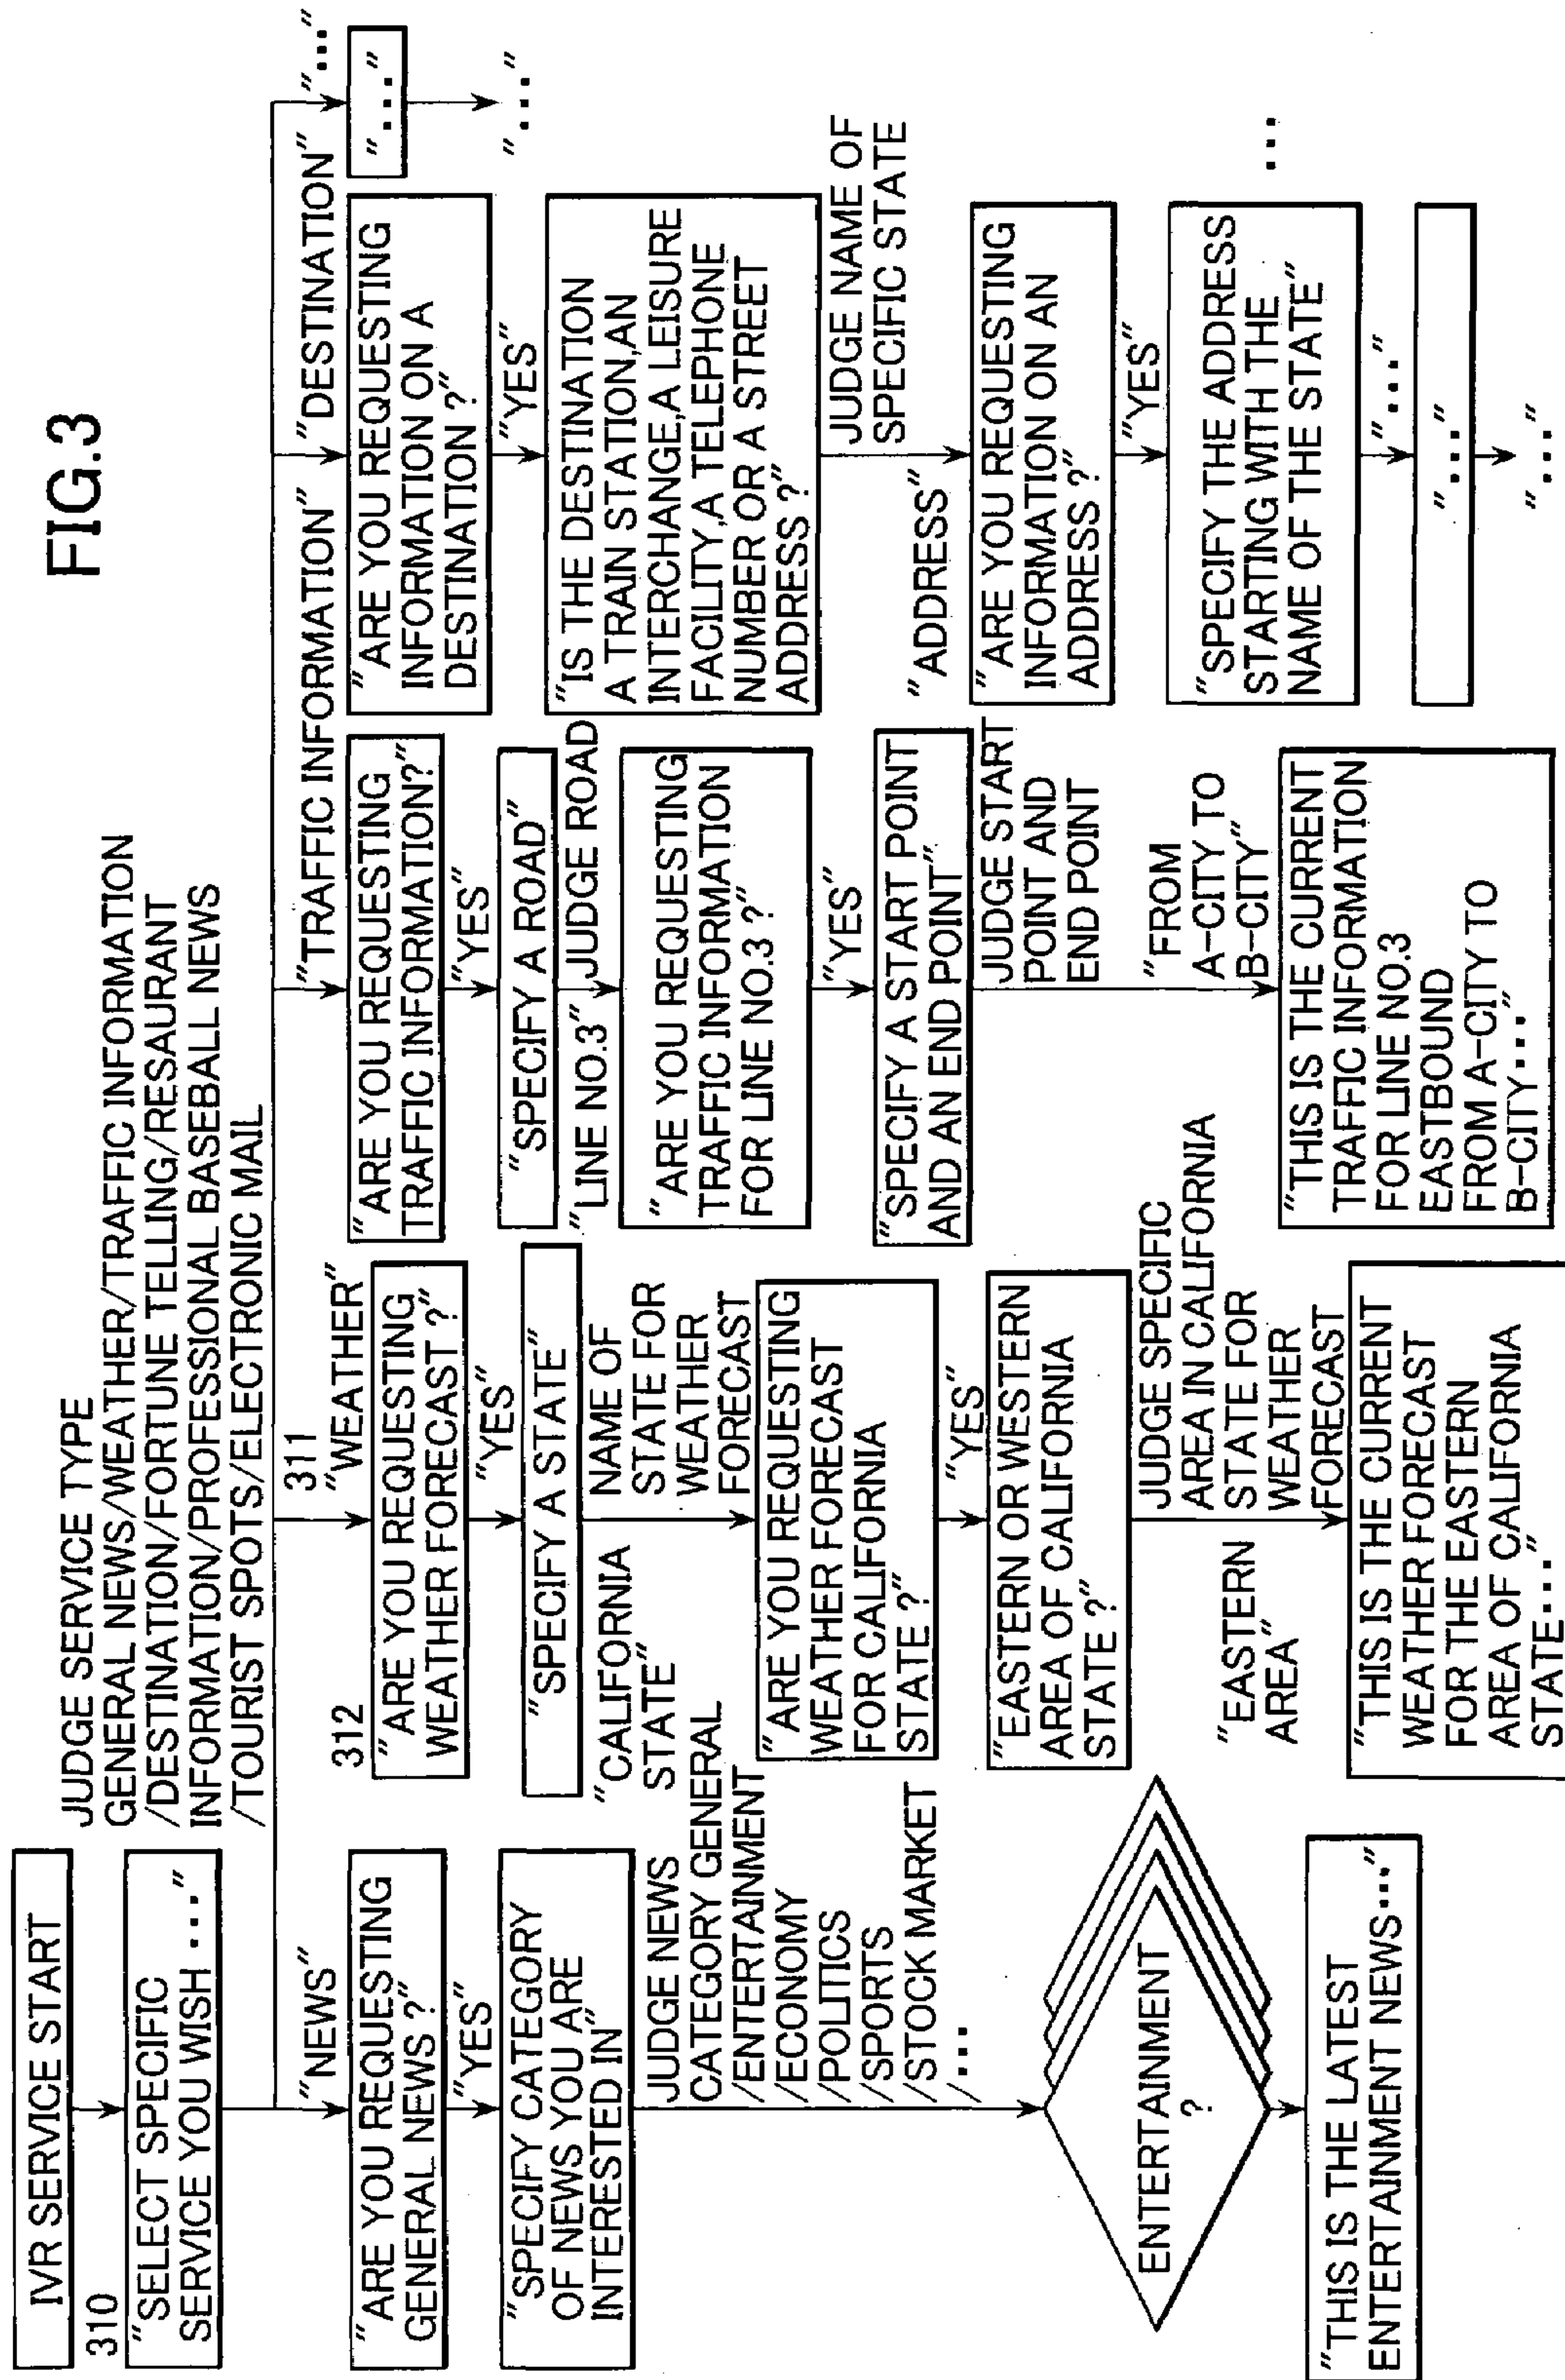 FIG.3
IVR SERVICE START
310
"SELECT SPECIFIC
SERVICE YOU WISH ..."
JUDGE SERVICE TYPE
GENERAL NEWS/WEATHER/TRAFFIC INFORMATION
/DESTINATION/FORTUNE TELLING/RESAURANT
INFORMATION/PROFESSIONAL BASEBALL NEWS
/TOURIST SPOTS/ELECTRONIC MAIL
"NEWS"
"ARE YOU REQUESTING
GENERAL NEWS ?"
"YES"
"SPECIFY CATEGORY
OF NEWS YOU ARE
INTERESTED IN"
JUDGE NEWS
CATEGORY GENERAL
/ENTERTAINMENT
/ECONOMY
/POLITICS
/SPORTS
/STOCK MARKET
/...
ENTERTAINMENT
?
"THIS IS THE LATEST
ENTERTAINMENT NEWS..."
311
"WEATHER"
312
"ARE YOU REQUESTING
WEATHER FORECAST ?"
"YES"
"SPECIFY A STATE"
"CALIFORNIA
STATE"
NAME OF
STATE FOR
WEATHER
FORECAST
"ARE YOU REQUESTING
WEATHER FORECAST
FOR CALIFORNIA
STATE ?"
"YES"
"EASTERN OR WESTERN
AREA OF CALIFORNIA
STATE ?"
"EASTERN
AREA"
JUDGE SPECIFIC
AREA IN CALIFORNIA
STATE FOR
WEATHER
FORECAST
"THIS IS THE CURRENT
WEATHER FORECAST
FOR THE EASTERN
AREA OF CALIFORNIA
STATE..."
"TRAFFIC INFORMATION"
"ARE YOU REQUESTING
TRAFFIC INFORMATION?"
"YES"
"SPECIFY A ROAD"
"LINE NO.3"
JUDGE ROAD
"ARE YOU REQUESTING
TRAFFIC INFORMATION
FOR LINE NO.3 ?"
"YES"
"SPECIFY A START POINT
AND AN END POINT"
JUDGE START
POINT AND
END POINT
"FROM
A-CITY TO
B-CITY"
"THIS IS THE CURRENT
TRAFFIC INFORMATION
FOR LINE NO.3
EASTBOUND
FROM A-CITY TO
B-CITY..."
"DESTINATION"
"ARE YOU REQUESTING
INFORMATION ON A
DESTINATION ?"
"YES"
"IS THE DESTINATION
A TRAIN STATION,AN
INTERCHANGE,A LEISURE
FACILITY,A TELEPHONE
NUMBER OR A STREET
ADDRESS ?"
"ADDRESS"
JUDGE NAME OF
SPECIFIC STATE
"ARE YOU REQUESTING
INFORMATION ON AN
ADDRESS ?"
"YES"
"SPECIFY THE ADDRESS
STARTING WITH THE
NAME OF THE STATE"
"..."
"..."
"..."
"..."
"..."
"..."
...